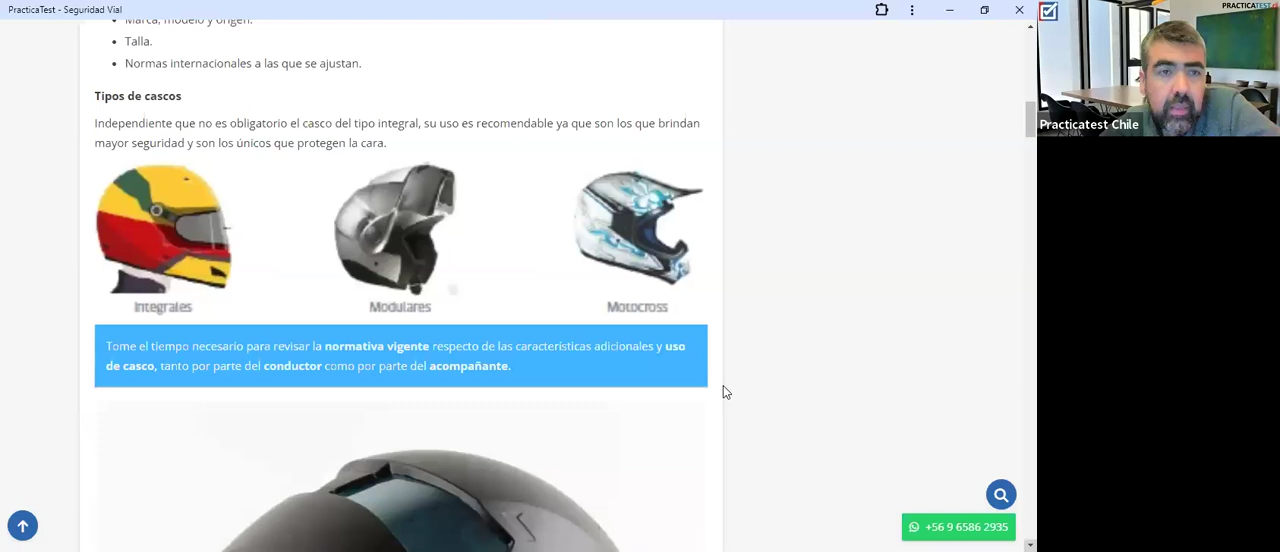 PracticaTest - Seguridad Vial
PRACTICATEST
Marca, modelo y origen.
Talla.
Normas internacionales a las que se ajustan.
Tipos de cascos
Independiente que no es obligatorio el casco del tipo integral, su uso es recomendable ya que son los que brindan
mayor seguridad y son los únicos que protegen la cara.
Integrales
Modulares
Motocross
Tome el tiempo necesario para revisar la normativa vigente respecto de las características adicionales y uso
de casco, tanto por parte del conductor como por parte del acompañante.
+56 9 6586 2935
Practicatest Chile